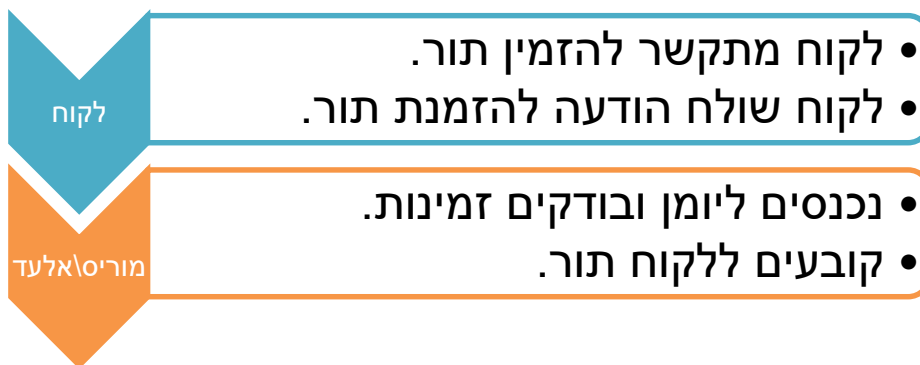 לקוח
• לקוח מתקשר להזמין תור.
• לקוח שולח הודעה להזמנת תור.
מוריס\אלעד
• נכנסים ליומן ובודקים זמינות.
• קובעים ללקוח תור.